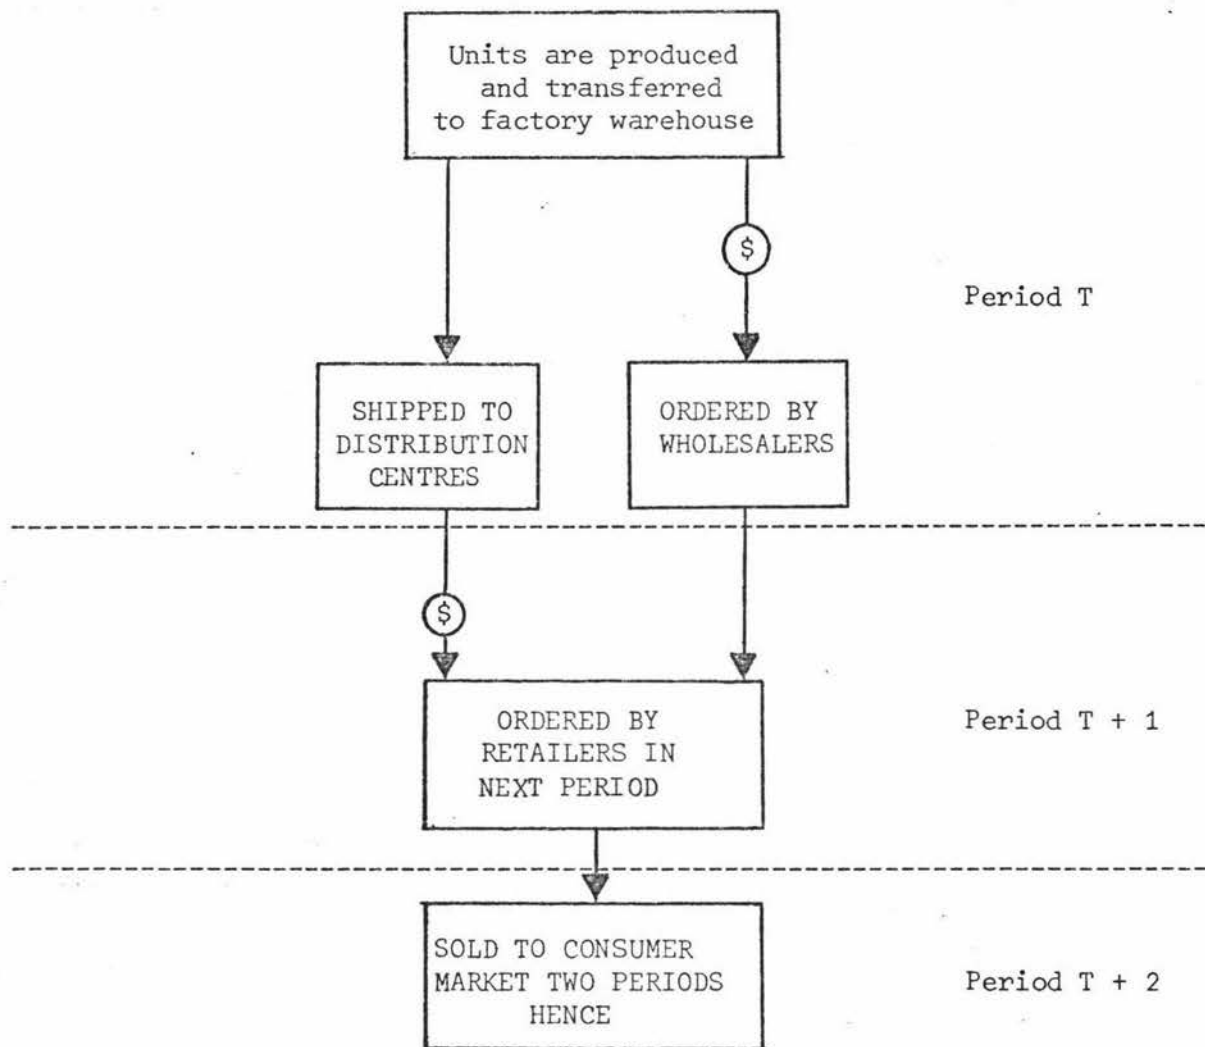 Units are produced
and transferred
to factory warehouse
$
Period T
SHIPPED TO
DISTRIBUTION
CENTRES
ORDERED BY
WHOLESALERS
$
ORDERED BY
RETAILERS IN
NEXT PERIOD
Period T + 1
SOLD TO CONSUMER
MARKET TWO PERIODS
HENCE
Period T + 2